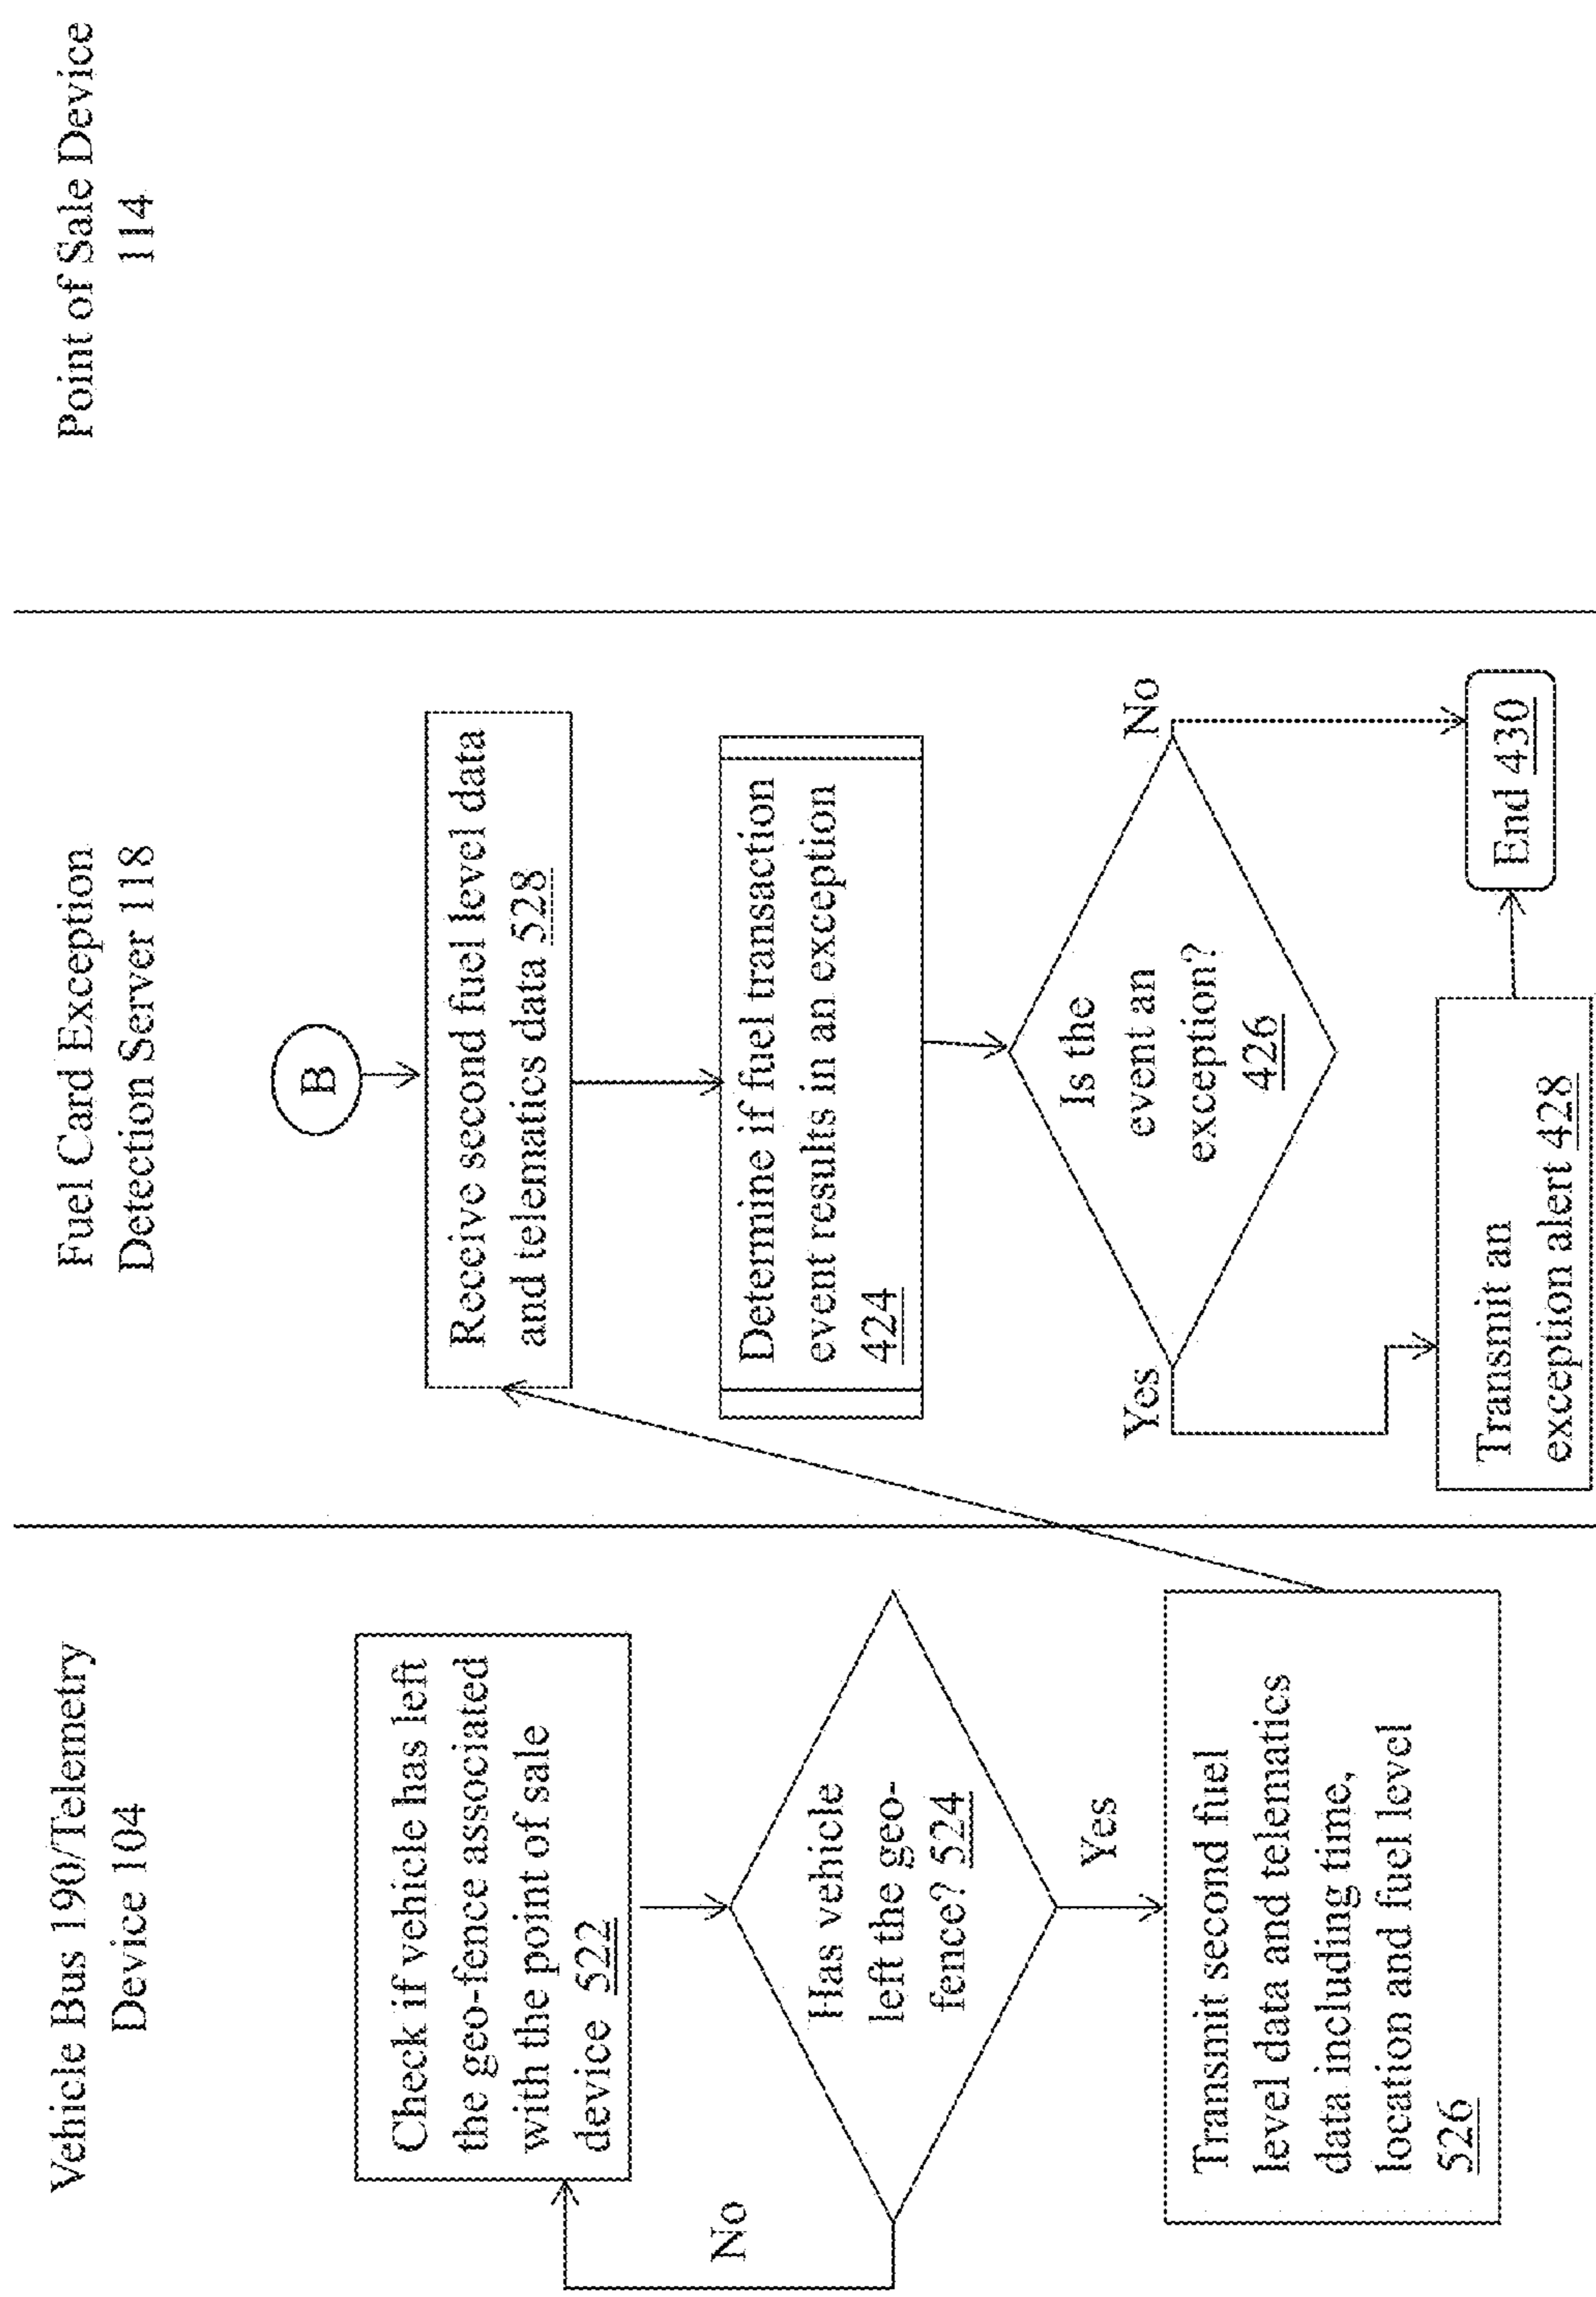 Vehicle Bus 190/Telemetry
Device 104
Check if vehicle has left
the geo-fence associated
with the point of sale
device 522
Has vehicle
left the geo-
fence? 524
No
Yes
Transmit second fuel
level data and telematics
data including time,
location and fuel level
526
Fuel Card Exception
Detection Server 118
B
Receive second fuel level data
and telematics data 528
Determine if fuel transaction
event results in an exception
424
Is the
event an
exception?
426
Yes
No
Transmit an
exception alert 428
End 430
Point of Sale Device
114